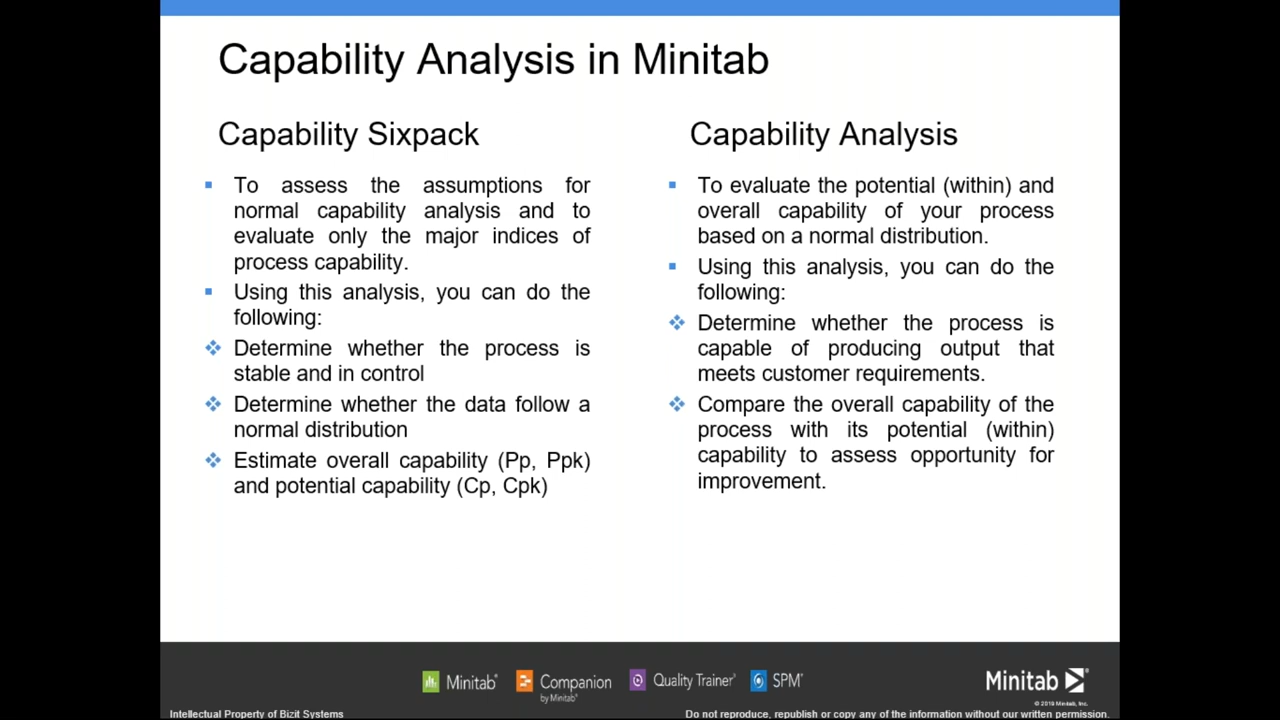 Capability Analysis in Minitab
Capability Sixpack
To assess the assumptions for
normal capability analysis and to
evaluate only the major indices of
process capability.
Using this analysis, you can do the
following:
Determine whether the process is
stable and in control
Determine whether the data follow a
normal distribution
Estimate overall capability (Pp, Ppk)
and potential capability (Cp, Cpk)
Capability Analysis
To evaluate the potential (within) and
overall capability of your process
based on a normal distribution.
Using this analysis, you can do the
following:
Determine whether the process is
capable of producing output that
meets customer requirements.
Compare the overall capability of the
process with its potential (within)
capability to assess opportunity for
improvement.
Minitab®
Companion
by Minitab®
Quality Trainer®
SPM®
Minitab®
© 2019 Minitab, Inc.
Intellectual Property of Bizit Systems
Do not reproduce, republish or copy any of the information without our written permission.